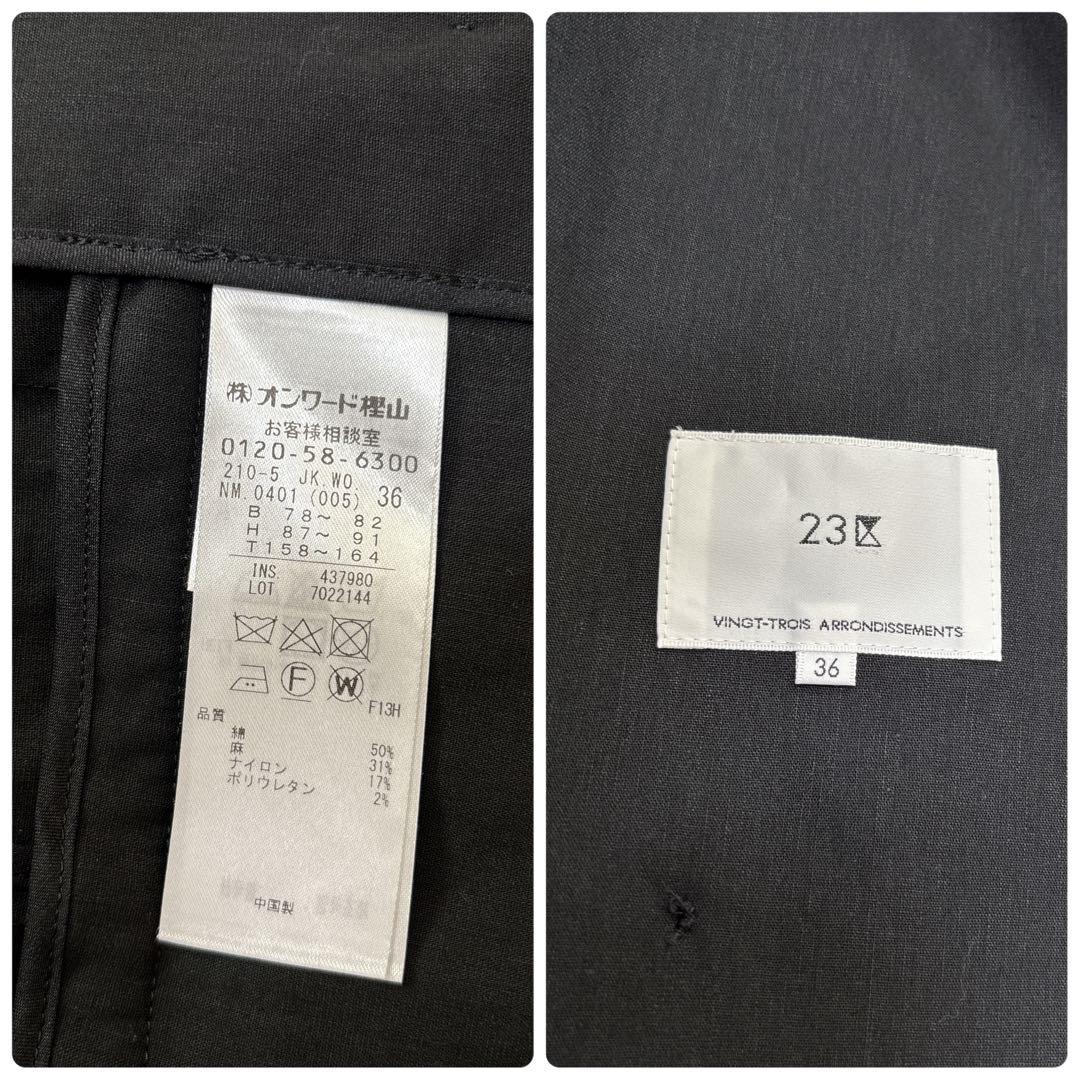 (株)オンワード樫山
お客様相談室
0120-58-6300
210-5 JK.WO. 36
NM.0401(005)
B 78～ 82
H 87～ 91
T158～164
INS. 437980
LOT 7022144
F W F13H
品質
綿 50%
麻 31%
ナイロン 17%
ポリウレタン 2%
中国製
23区
VINGT-TROIS ARRONDISSEMENTS
36